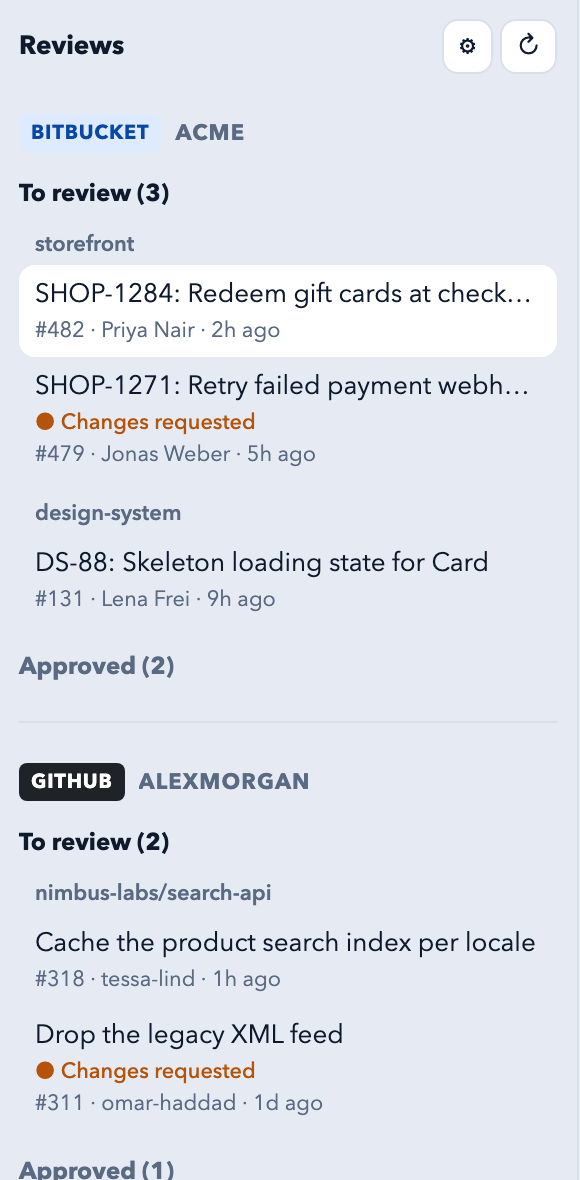 Reviews
BITBUCKET ACME
To review (3)
storefront
SHOP-1284: Redeem gift cards at check…
#482 · Priya Nair · 2h ago
SHOP-1271: Retry failed payment webh…
Changes requested
#479 · Jonas Weber · 5h ago
design-system
DS-88: Skeleton loading state for Card
#131 · Lena Frei · 9h ago
Approved (2)
GITHUB ALEXMORGAN
To review (2)
nimbus-labs/search-api
Cache the product search index per locale
#318 · tessa-lind · 1h ago
Drop the legacy XML feed
Changes requested
#311 · omar-haddad · 1d ago
Approved (1)